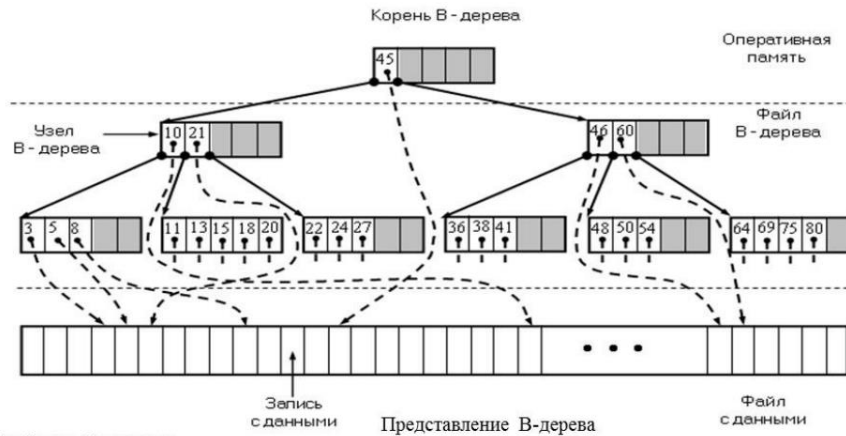 Корень В - дерева
Оперативная
память
45
Узел
В - дерева
10 21
46 60
Файл
В - дерева
3 5 8
11 13 15 18 20
22 24 27
36 38 41
48 50 54
64 69 75 80
Запись
с данными
Представление В-дерева
Файл
с данными